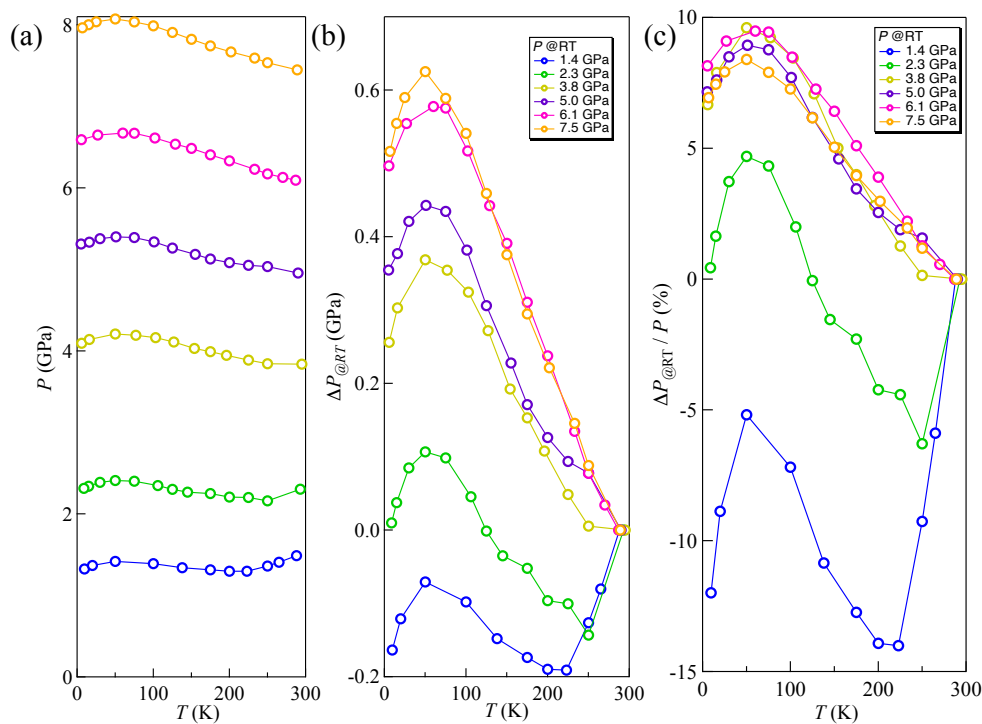 (a)
8
6
4
2
0
P (GPa)
0
100
200
300
T (K)
(b)
0.6
0.4
0.2
0.0
-0.2
ΔP@RT (GPa)
P @RT
1.4 GPa
2.3 GPa
3.8 GPa
5.0 GPa
6.1 GPa
7.5 GPa
0
100
200
300
T (K)
(c)
10
5
0
-5
-10
-15
ΔP@RT / P (%)
P @RT
1.4 GPa
2.3 GPa
3.8 GPa
5.0 GPa
6.1 GPa
7.5 GPa
0
100
200
300
T (K)